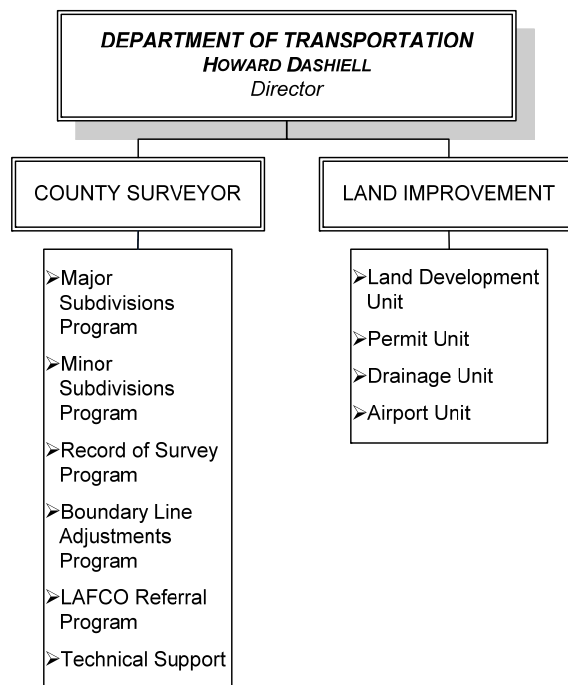 DEPARTMENT OF TRANSPORTATION
HOWARD DASHIELL
Director
COUNTY SURVEYOR
➢Major
Subdivisions
Program
➢Minor
Subdivisions
Program
➢Record of Survey
Program
➢Boundary Line
Adjustments
Program
➢LAFCO Referral
Program
➢Technical Support
LAND IMPROVEMENT
➢Land Development
Unit
➢Permit Unit
➢Drainage Unit
➢Airport Unit